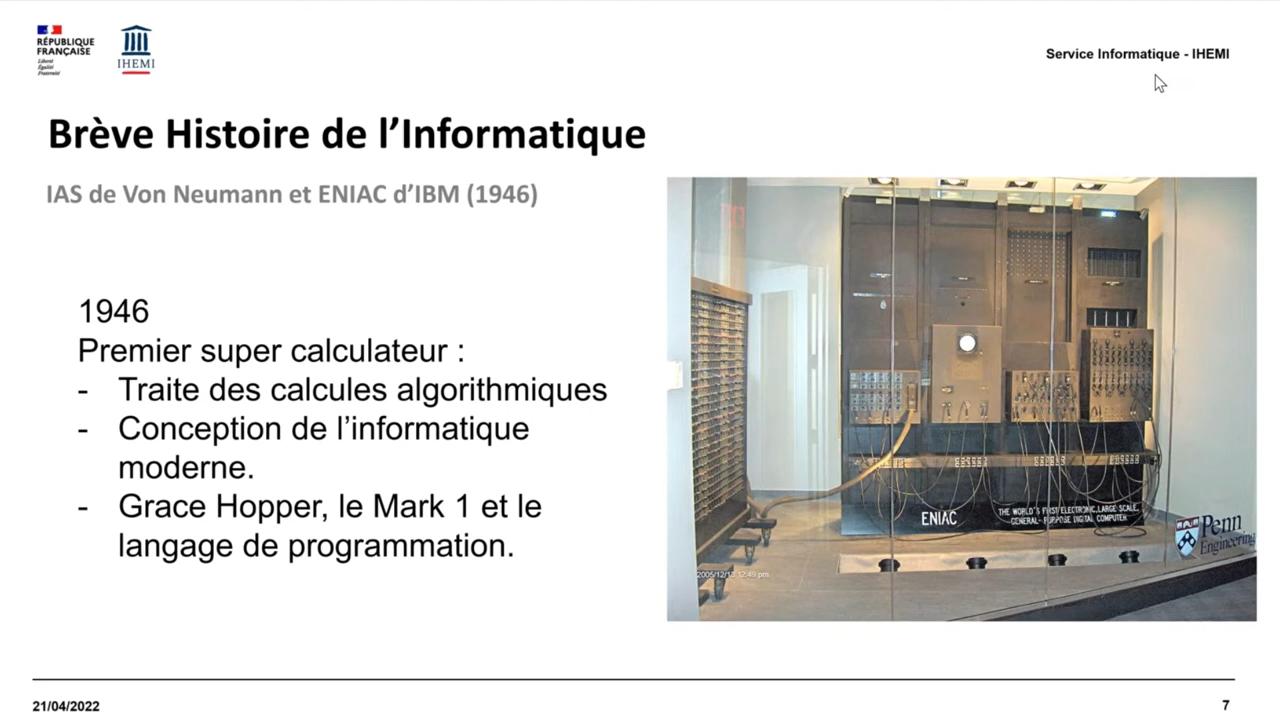 RÉPUBLIQUE
FRANÇAISE
Liberté
Égalité
Fraternité
IHEMI
Service Informatique - IHEMI
Brève Histoire de l’Informatique
IAS de Von Neumann et ENIAC d’IBM (1946)
1946
Premier super calculateur :
- Traite des calcules algorithmiques
- Conception de l’informatique
moderne.
- Grace Hopper, le Mark 1 et le
langage de programmation.
ENIAC
THE WORLD'S FIRST ELECTRONIC, LARGE SCALE,
GENERAL-PURPOSE DIGITAL COMPUTER
Penn
Engineering
2005/12/13 12:49 pm
21/04/2022
7